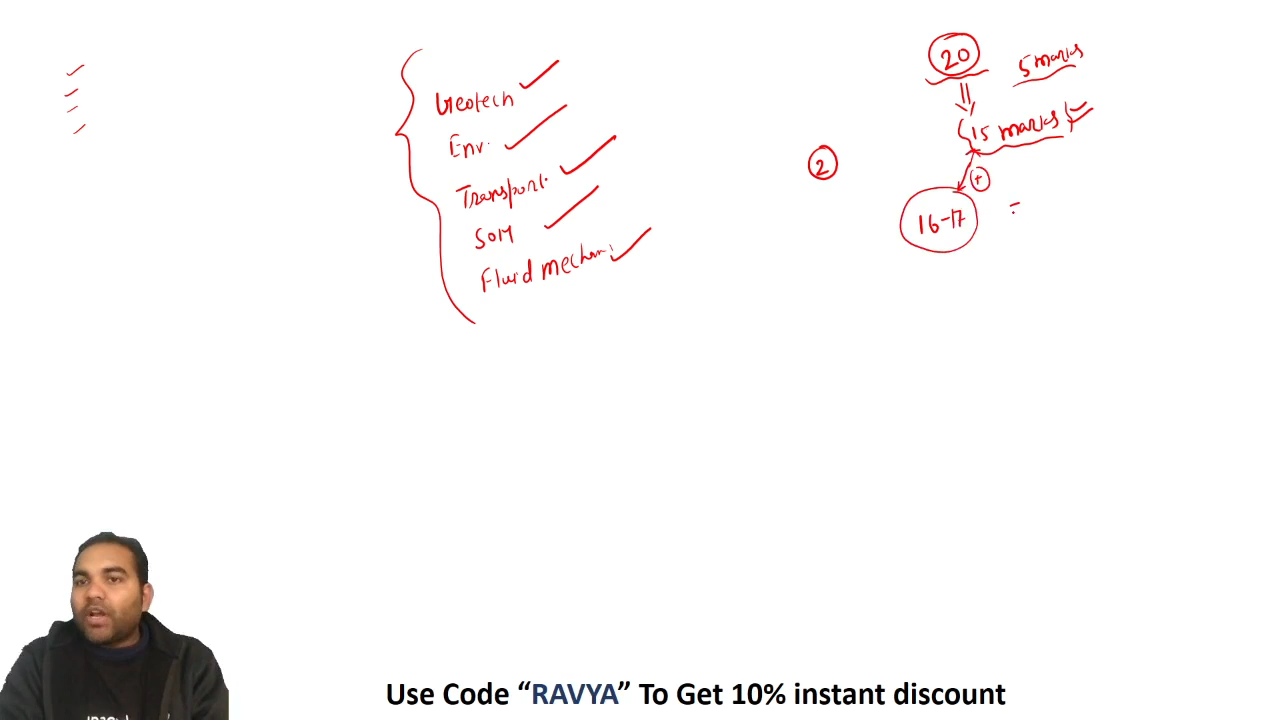 Geotech
Env.
Transport.
SOM
Fluid mechani
2
20
5 marks
15 marks
+
16-17
Use Code “RAVYA” To Get 10% instant discount